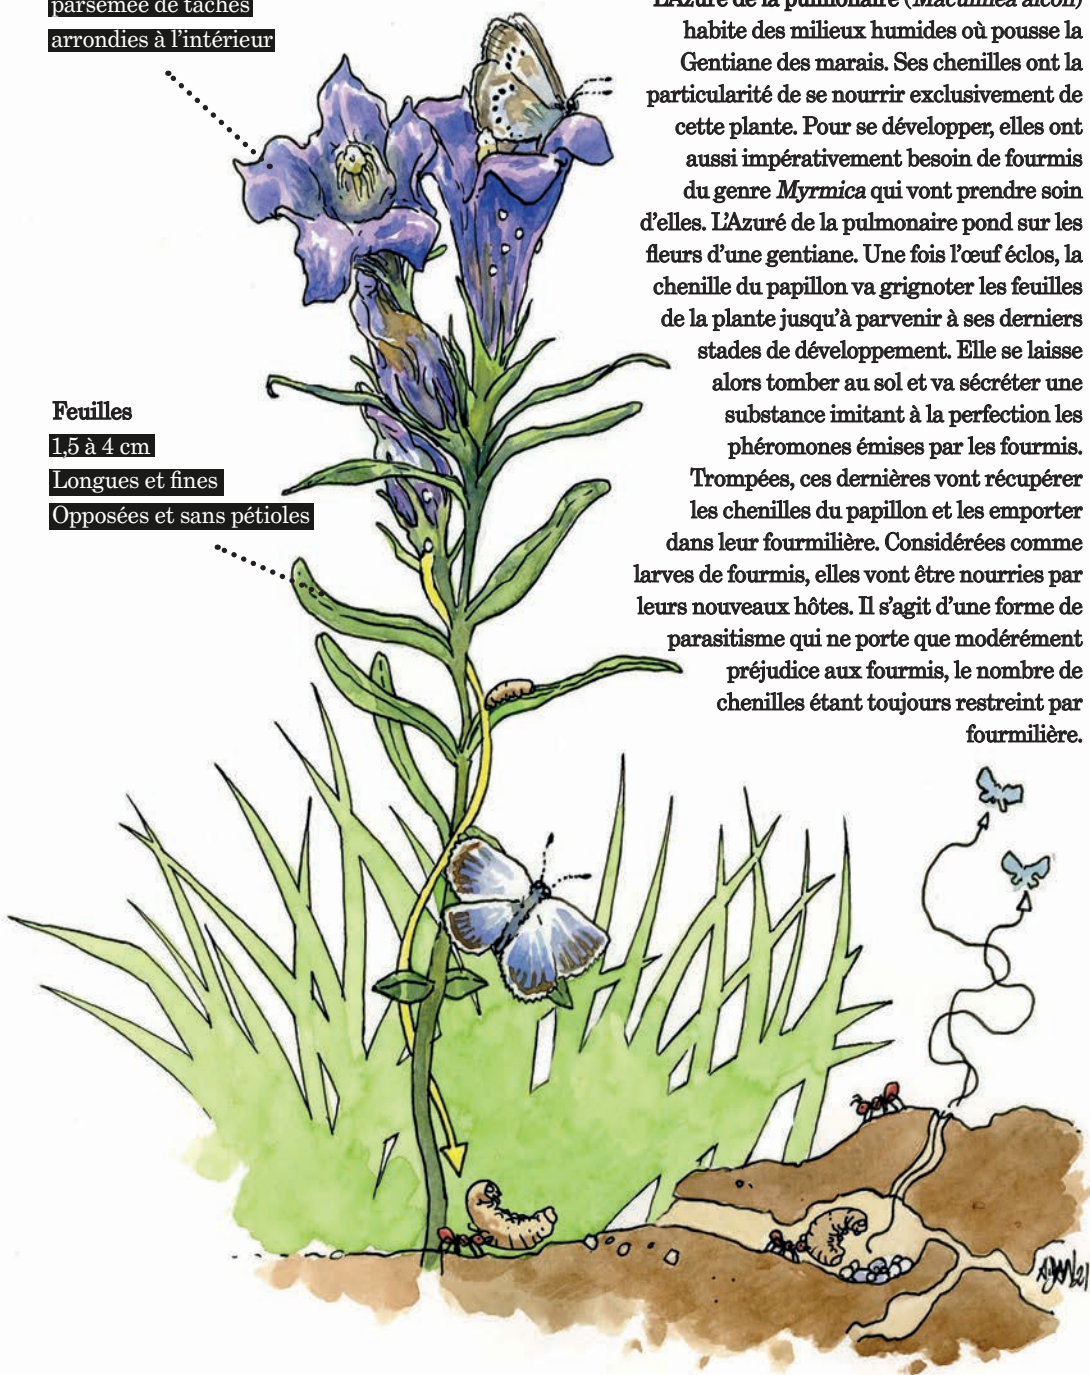 parsemée de taches
arrondies à l'intérieur
L'Azuré de la pulmonaire (Maculinea alcon)
habite des milieux humides où pousse la
Gentiane des marais. Ses chenilles ont la
particularité de se nourrir exclusivement de
cette plante. Pour se développer, elles ont
aussi impérativement besoin de fourmis
du genre Myrmica qui vont prendre soin
d'elles. L'Azuré de la pulmonaire pond sur les
fleurs d'une gentiane. Une fois l'œuf éclos, la
chenille du papillon va grignoter les feuilles
de la plante jusqu'à parvenir à ses derniers
stades de développement. Elle se laisse
alors tomber au sol et va sécréter une
substance imitant à la perfection les
phéromones émises par les fourmis.
Trompées, ces dernières vont récupérer
les chenilles du papillon et les emporter
dans leur fourmilière. Considérées comme
larves de fourmis, elles vont être nourries par
leurs nouveaux hôtes. Il s'agit d'une forme de
parasitisme qui ne porte que modérément
préjudice aux fourmis, le nombre de
chenilles étant toujours restreint par
fourmilière.
Feuilles
1,5 à 4 cm
Longues et fines
Opposées et sans pétioles